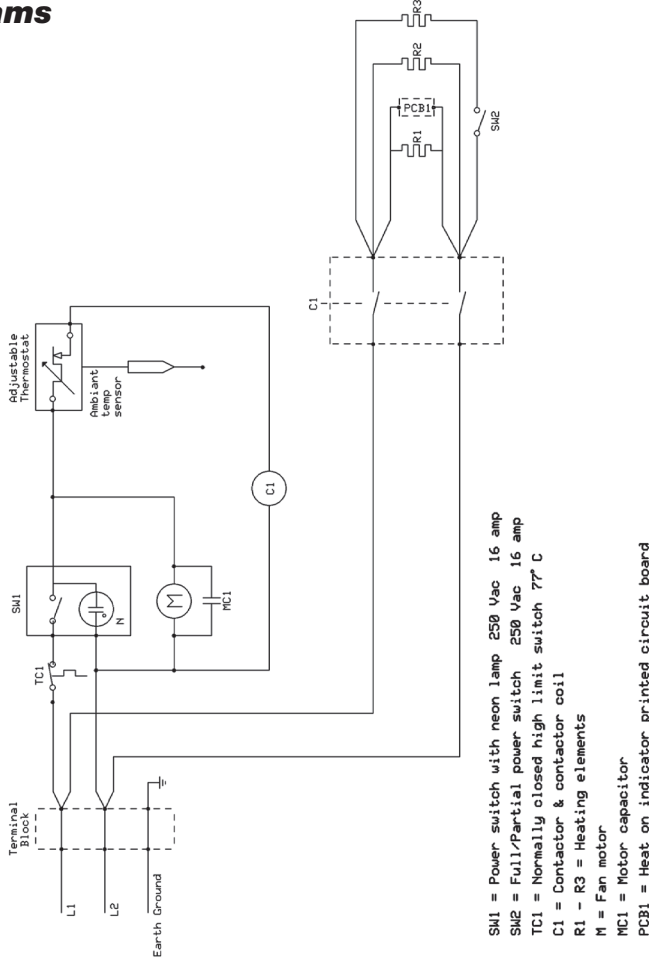 ams
Adjustable
Thermostat
Ambiant
temp
sensor
SW1
N
TC1
M
MC1
C1
Terminal
Block
L1
L2
Earth Ground
C1
R1
PCB1
R2
R3
SW2
SW1 = Power switch with neon lamp 250 Vac 16 amp
SW2 = Full/Partial power switch 250 Vac 16 amp
TC1 = Normally closed high limit switch 77° C
C1 = Contactor & contactor coil
R1 - R3 = Heating elements
M = Fan motor
MC1 = Motor capacitor
PCB1 = Heat on indicator printed circuit board